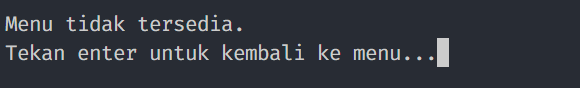 Menu tidak tersedia.
Tekan enter untuk kembali ke menu...